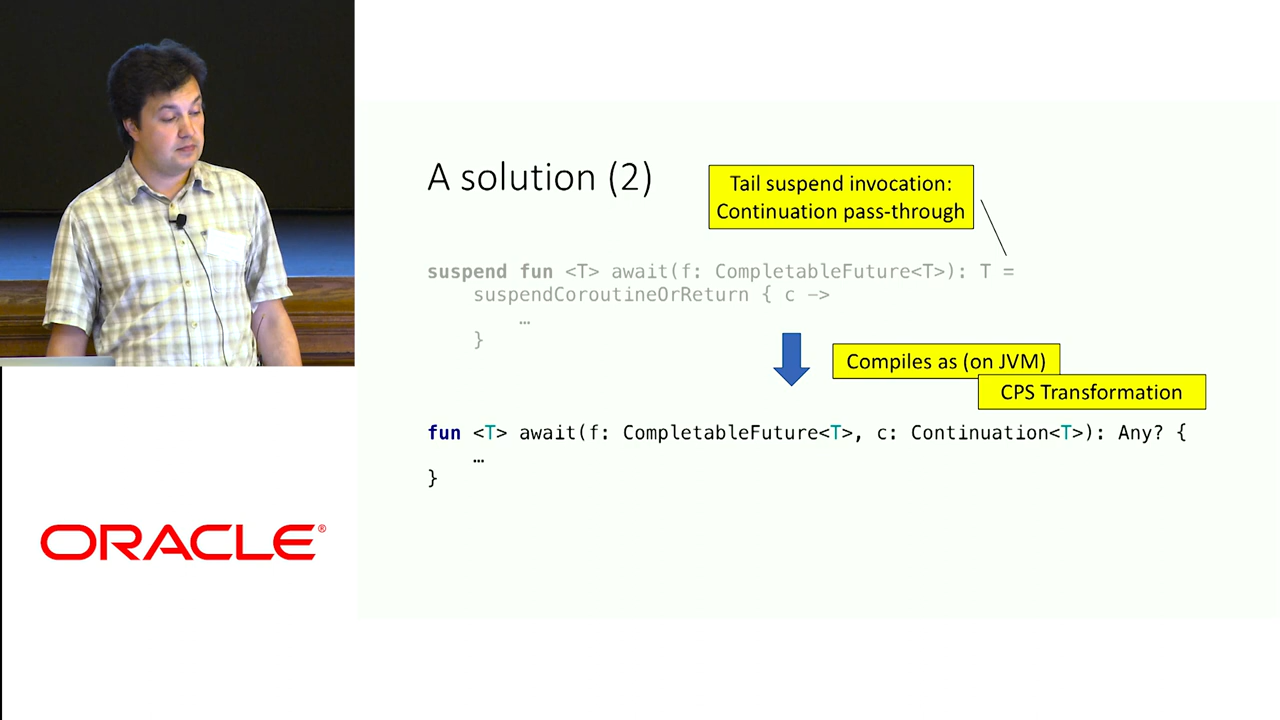 A solution (2)
Tail suspend invocation:
Continuation pass-through
suspend fun <T> await(f: CompletableFuture<T>): T =
    suspendCoroutineOrReturn { c ->
        …
    }
Compiles as (on JVM)
CPS Transformation
fun <T> await(f: CompletableFuture<T>, c: Continuation<T>): Any? {
    …
}
ORACLE®